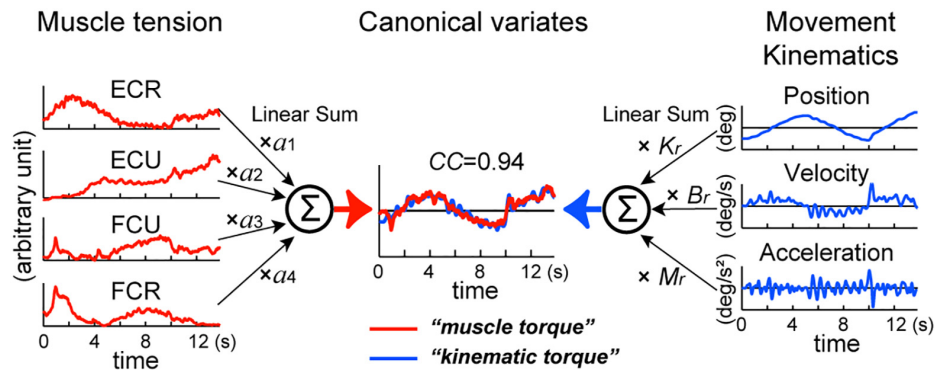 Muscle tension
Canonical variates
Movement
Kinematics
ECR
ECU
FCU
FCR
(arbitrary unit)
0 4 8 12 (s)
time
Linear Sum
×a1
×a2
×a3
×a4
Σ
CC=0.94
0 4 8 12 (s)
time
"muscle torque"
"kinematic torque"
Σ
Linear Sum
× Kr
× Br
× Mr
Position
(deg)
Velocity
(deg/s)
Acceleration
(deg/s²)
0 4 8 12 (s)
time